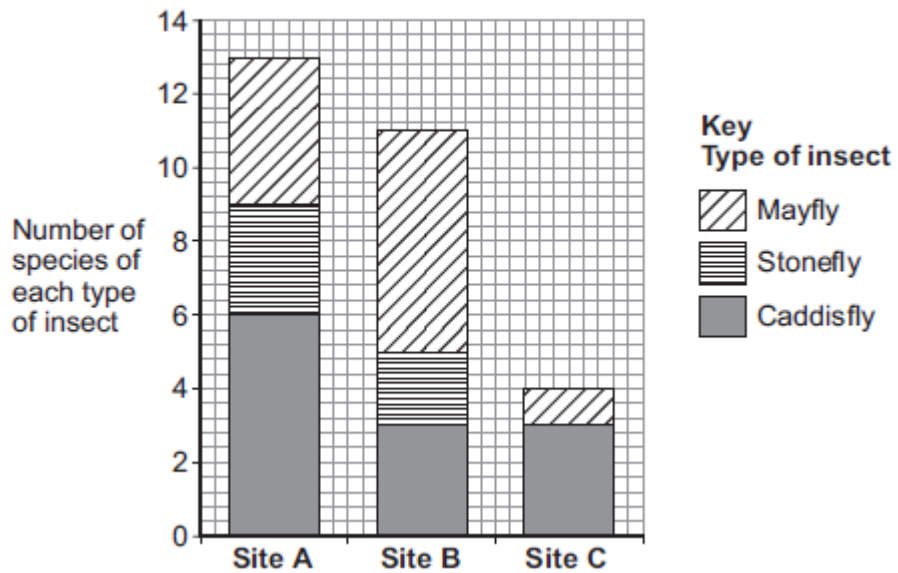 14
12
10
8
6
4
2
0
Number of
species of
each type
of insect
Site A
Site B
Site C
Key
Type of insect
Mayfly
Stonefly
Caddisfly